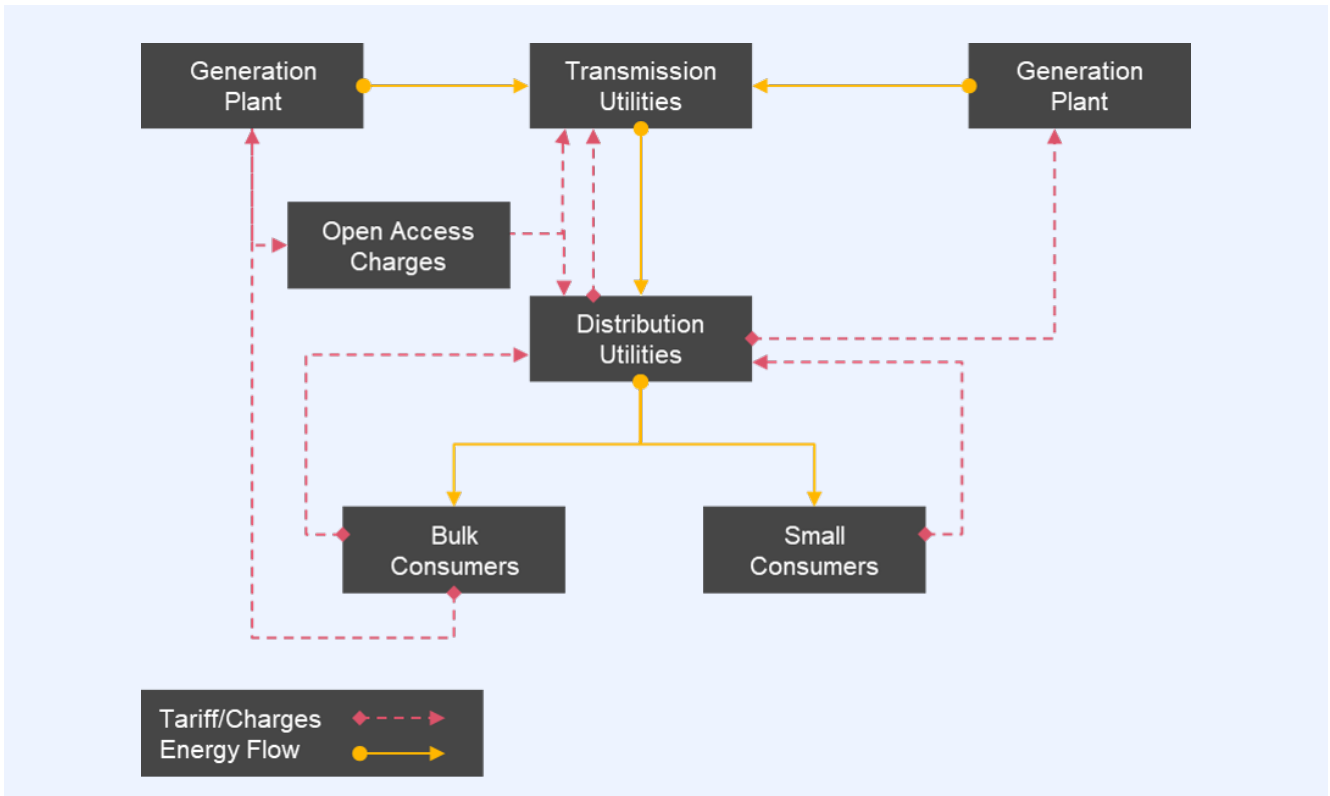 Generation
Plant
Transmission
Utilities
Generation
Plant
Open Access
Charges
Distribution
Utilities
Bulk
Consumers
Small
Consumers
Tariff/Charges
Energy Flow